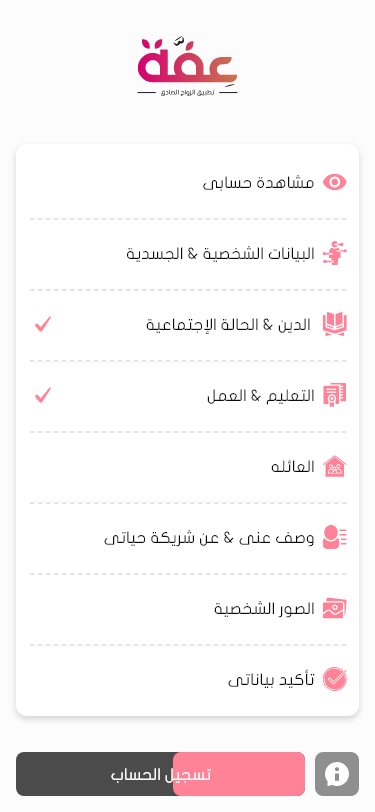 عفة
تطبيق الزواج الصادق
مشاهدة حسابى
البيانات الشخصية & الجسدية
الدين & الحالة الإجتماعية
التعليم & العمل
العائله
وصف عنى & عن شريكة حياتى
الصور الشخصية
تأكيد بياناتى
تسجيل الحساب